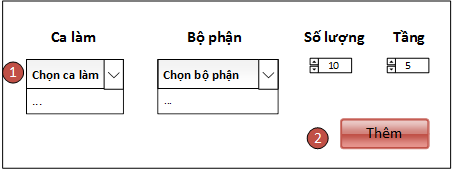 Ca làm Bộ phận Số lượng Tầng
1 Chọn ca làm Chọn bộ phận 10 5
... ...
2 Thêm